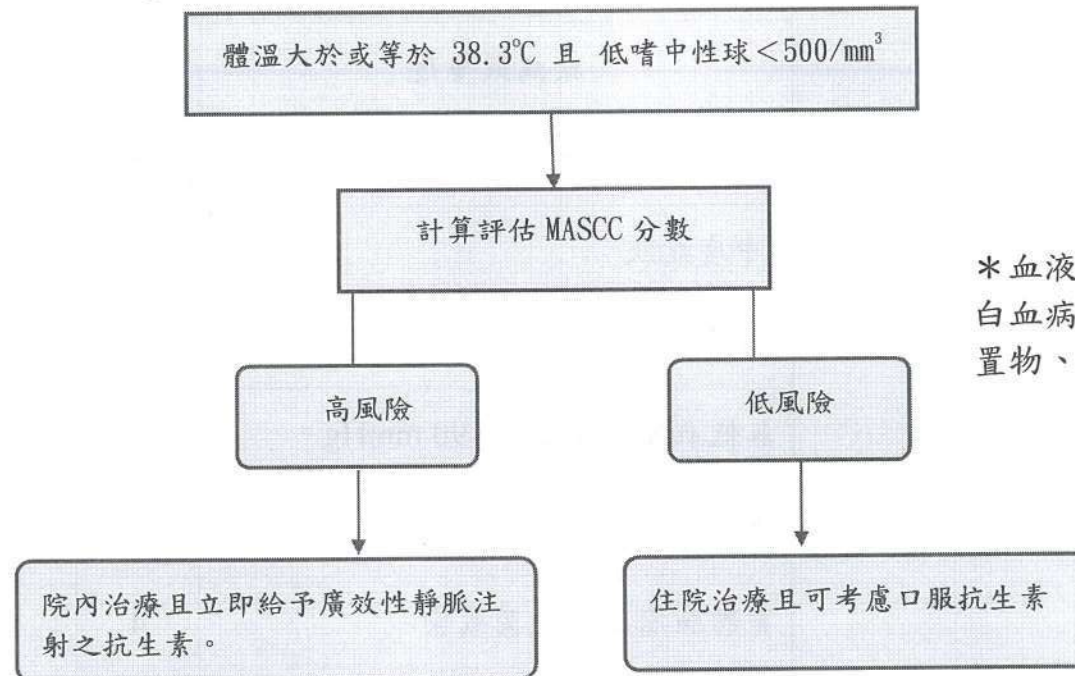 體溫大於或等於 38.3℃ 且 低嗜中性球＜500/mm³
計算評估 MASCC 分數
＊血液
白血病
置物、
高風險
低風險
院內治療且立即給予廣效性靜脈注
射之抗生素。
住院治療且可考慮口服抗生素